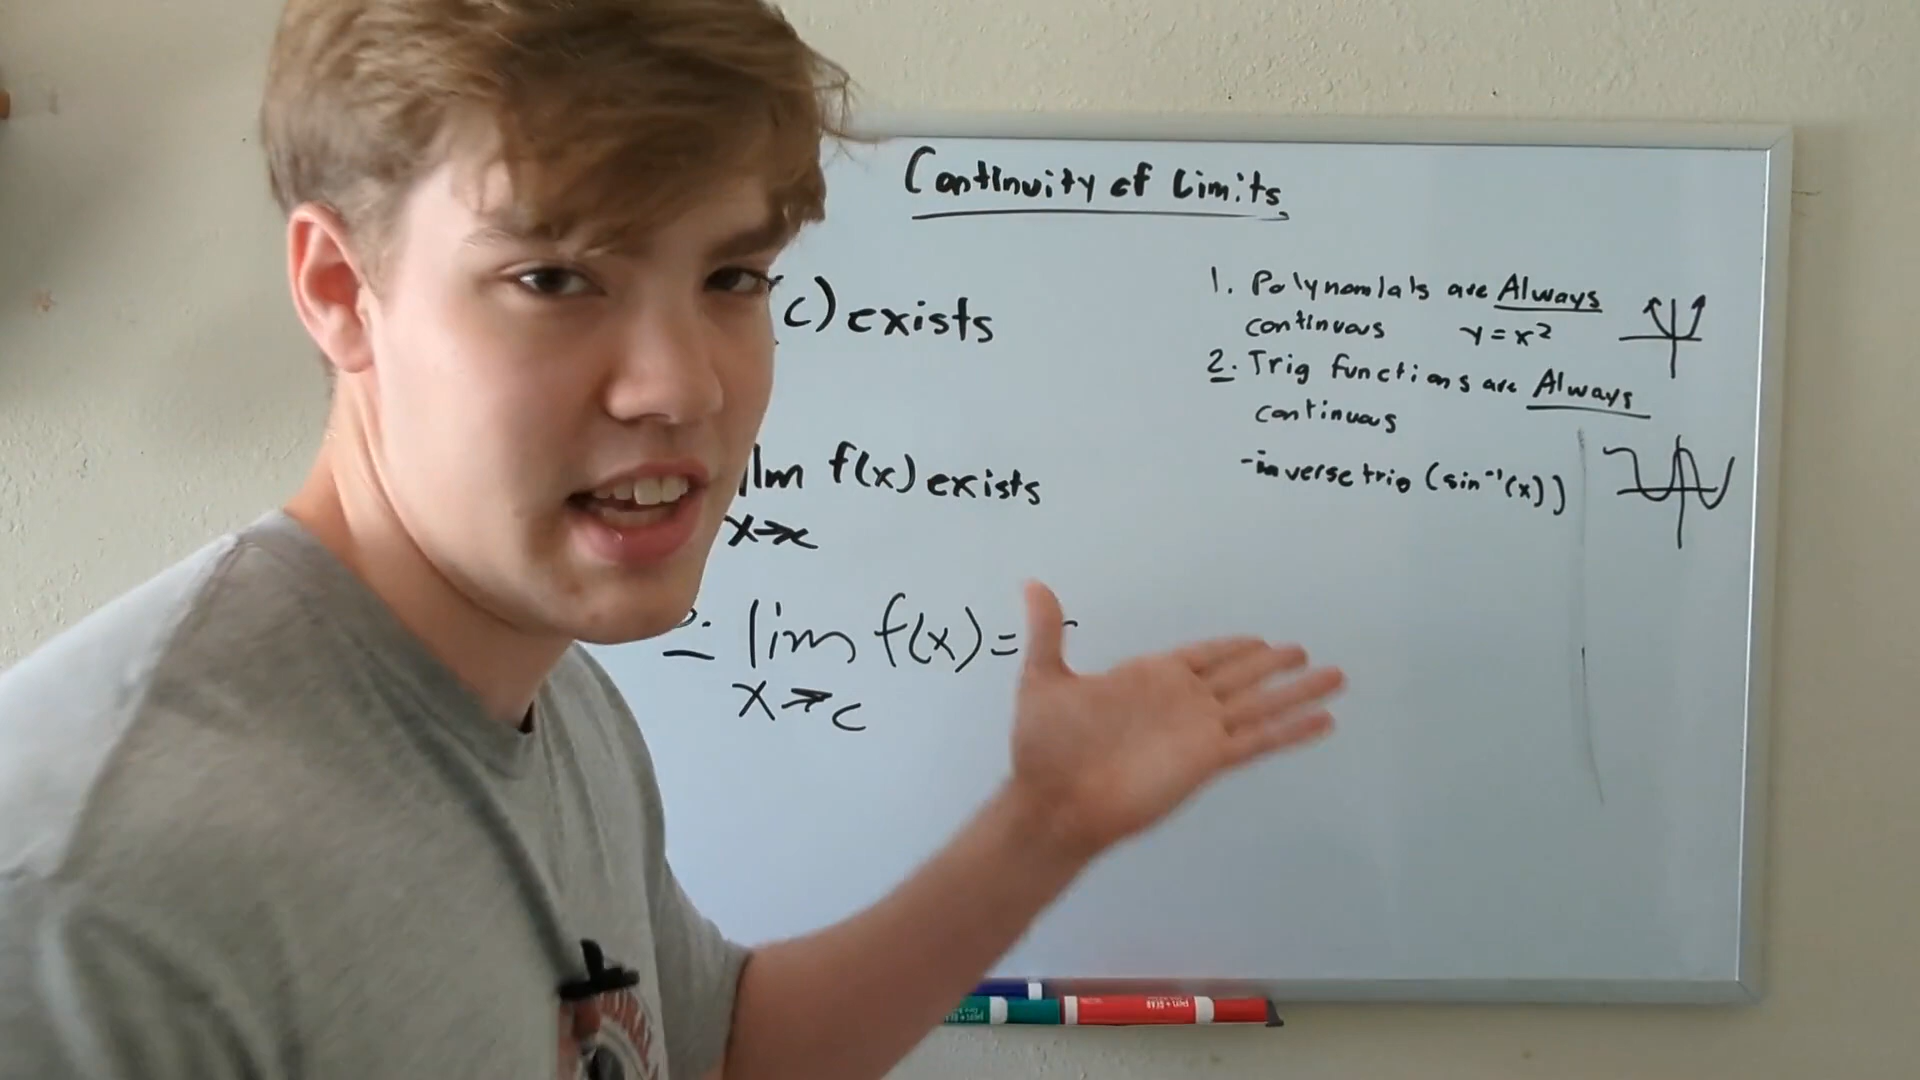 Continuity of Limits
(c) exists
lim f(x) exists
x→x
lim f(x) =
x→c
1. Polynomials are Always
continuous y = x²
2. Trig functions are Always
continuous
- inverse trig (sin⁻¹(x))